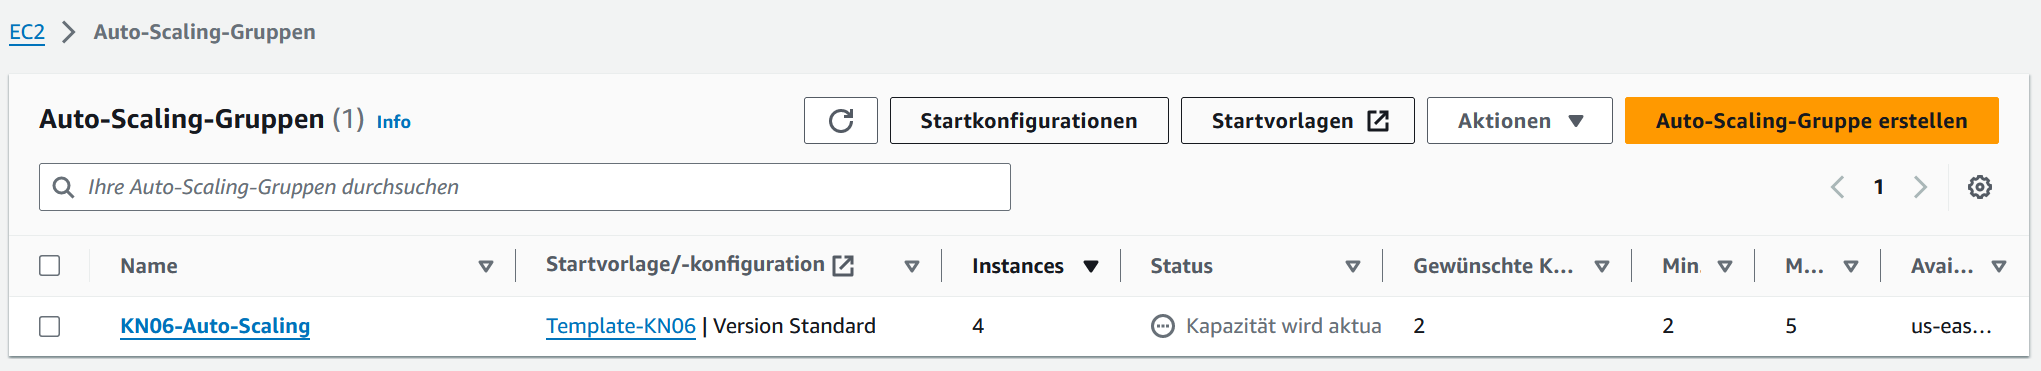 EC2 > Auto-Scaling-Gruppen
Auto-Scaling-Gruppen (1) Info
Startkonfigurationen
Startvorlagen
Aktionen
Auto-Scaling-Gruppe erstellen
Ihre Auto-Scaling-Gruppen durchsuchen
1
Name Startvorlage/-konfiguration Instances Status Gewünschte K... Min. M... Avai...
KN06-Auto-Scaling Template-KN06 | Version Standard 4 Kapazität wird aktua 2 2 5 us-eas...